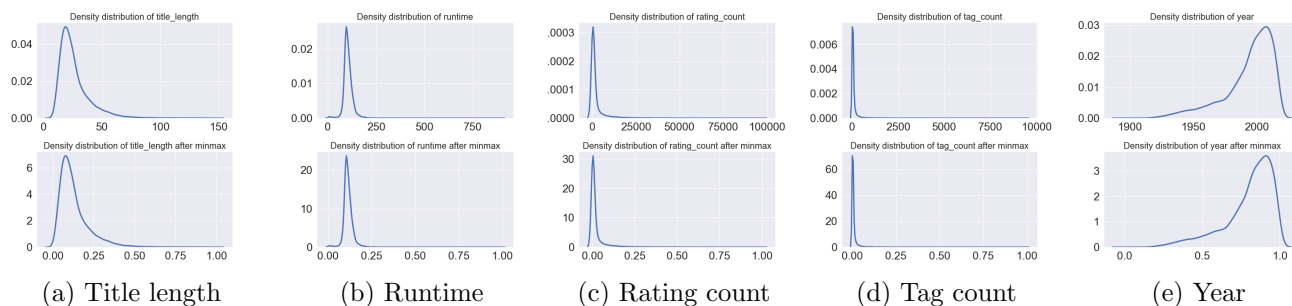 Density distribution of title_length
0.04
0.02
0.00
0 50 100 150
Density distribution of title_length after minmax
6
4
2
0
0.00 0.25 0.50 0.75 1.00
(a) Title length
Density distribution of runtime
0.02
0.01
0.00
0 250 500 750
Density distribution of runtime after minmax
20
10
0
0.00 0.25 0.50 0.75 1.00
(b) Runtime
Density distribution of rating_count
.0003
.0002
.0001
.0000
0 25000 50000 75000 100000
Density distribution of rating_count after minmax
30
20
10
0
0.00 0.25 0.50 0.75 1.00
(c) Rating count
Density distribution of tag_count
0.006
0.004
0.002
0.000
0 2500 5000 7500 10000
Density distribution of tag_count after minmax
60
40
20
0
0.00 0.25 0.50 0.75 1.00
(d) Tag count
Density distribution of year
0.03
0.02
0.01
0.00
1900 1950 2000
Density distribution of year after minmax
3
2
1
0
0.0 0.5 1.0
(e) Year